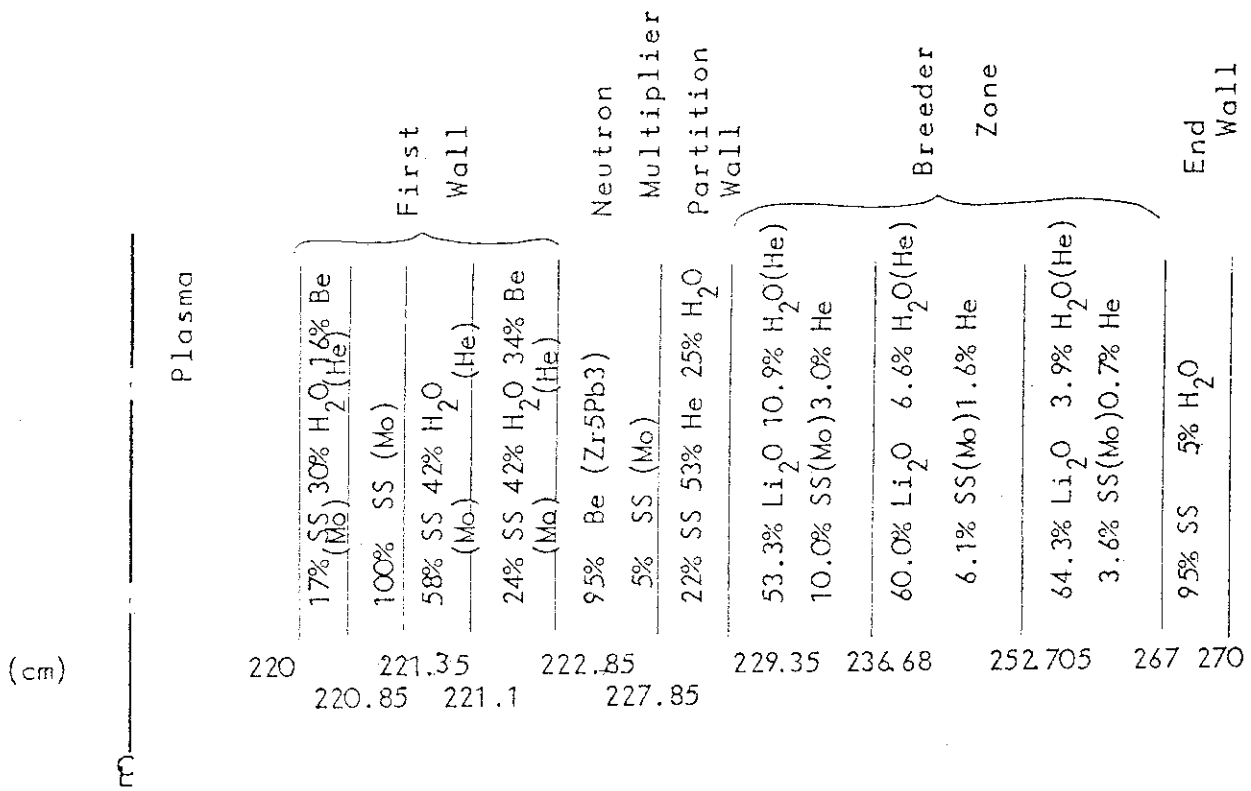 Plasma
First
Wall
Neutron
Multiplier
Partition
Wall
Breeder
Zone
End
Wall
17% SS 30% H2O 16% Be
(Mo) (He)
100% SS (Mo)
58% SS 42% H2O
(Mo) (He)
24% SS 42% H2O 34% Be
(Mo) (He)
95% Be (Zr5Pb3)
5% SS (Mo)
22% SS 53% He 25% H2O
53.3% Li2O 10.9% H2O(He)
10.0% SS(Mo)3.0% He
60.0% Li2O 6.6% H2O(He)
6.1% SS(Mo)1.6% He
64.3% Li2O 3.9% H2O(He)
3.6% SS(Mo)0.7% He
95% SS 5% H2O
(cm)
220 221.35 222.85 229.35 236.68 252.705 267 270
220.85 221.1 227.85